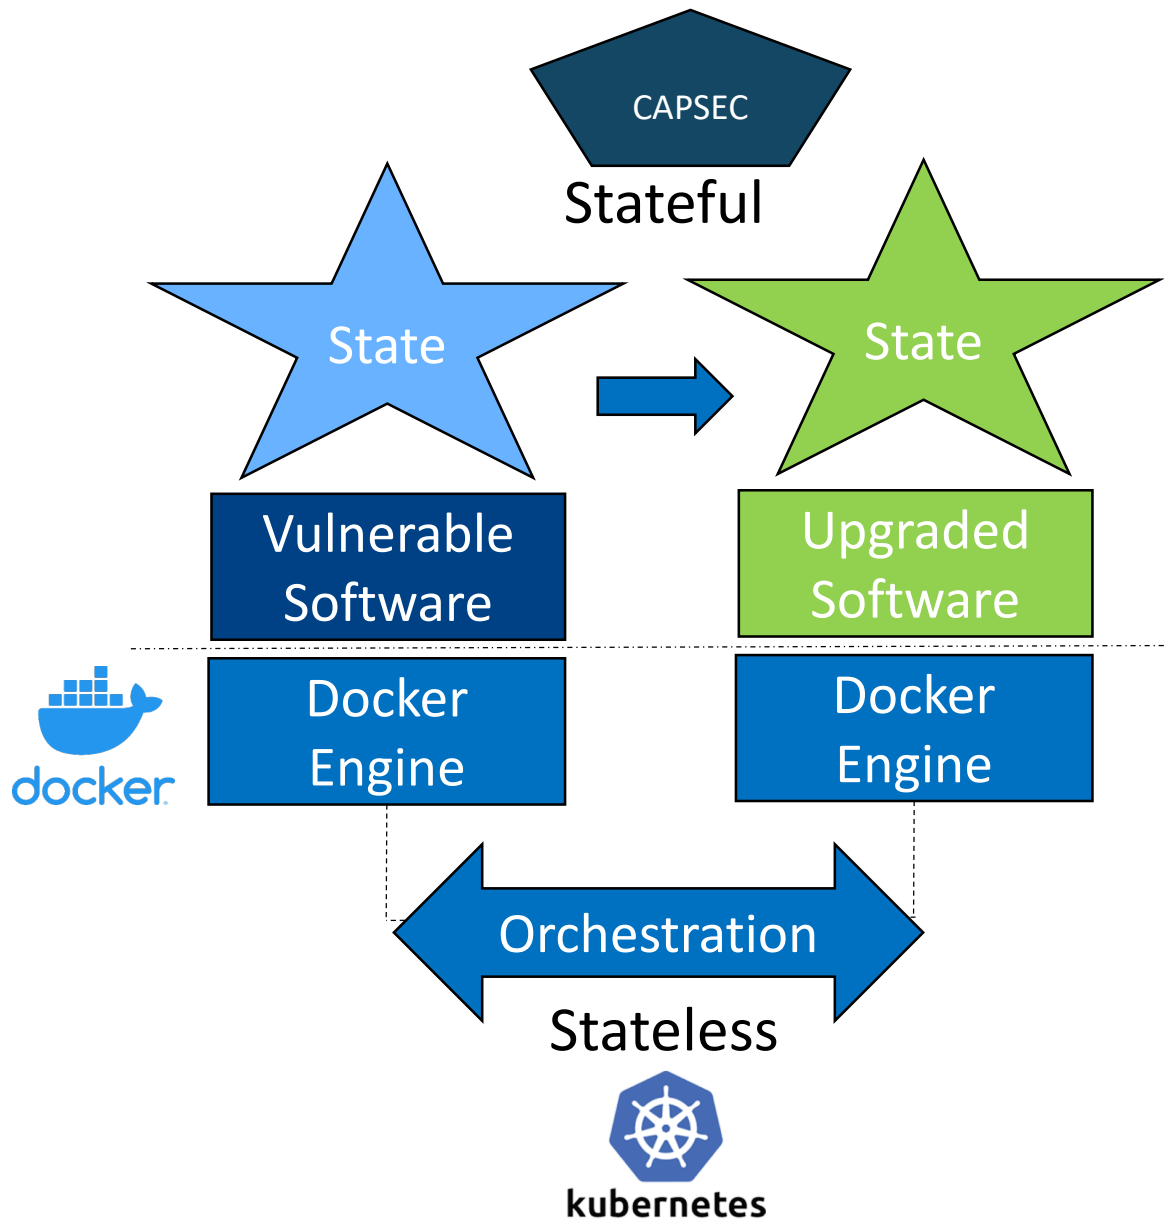 CAPSEC
Stateful
State
State
Vulnerable
Software
Upgraded
Software
Docker
Engine
Docker
Engine
docker
Orchestration
Stateless
kubernetes